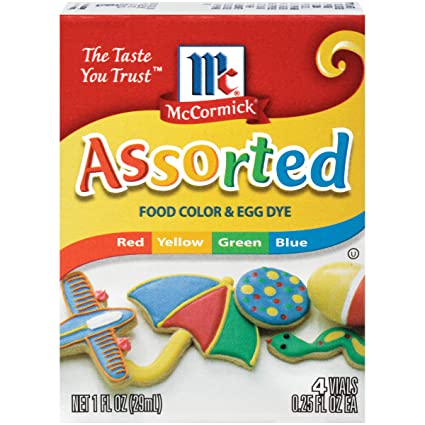 The Taste
You Trust™
Mc
®
McCormick®
Assorted
FOOD COLOR & EGG DYE
Red Yellow Green Blue
U
NET 1 FL OZ (29mL)
4 VIALS
0.25 FL OZ EA